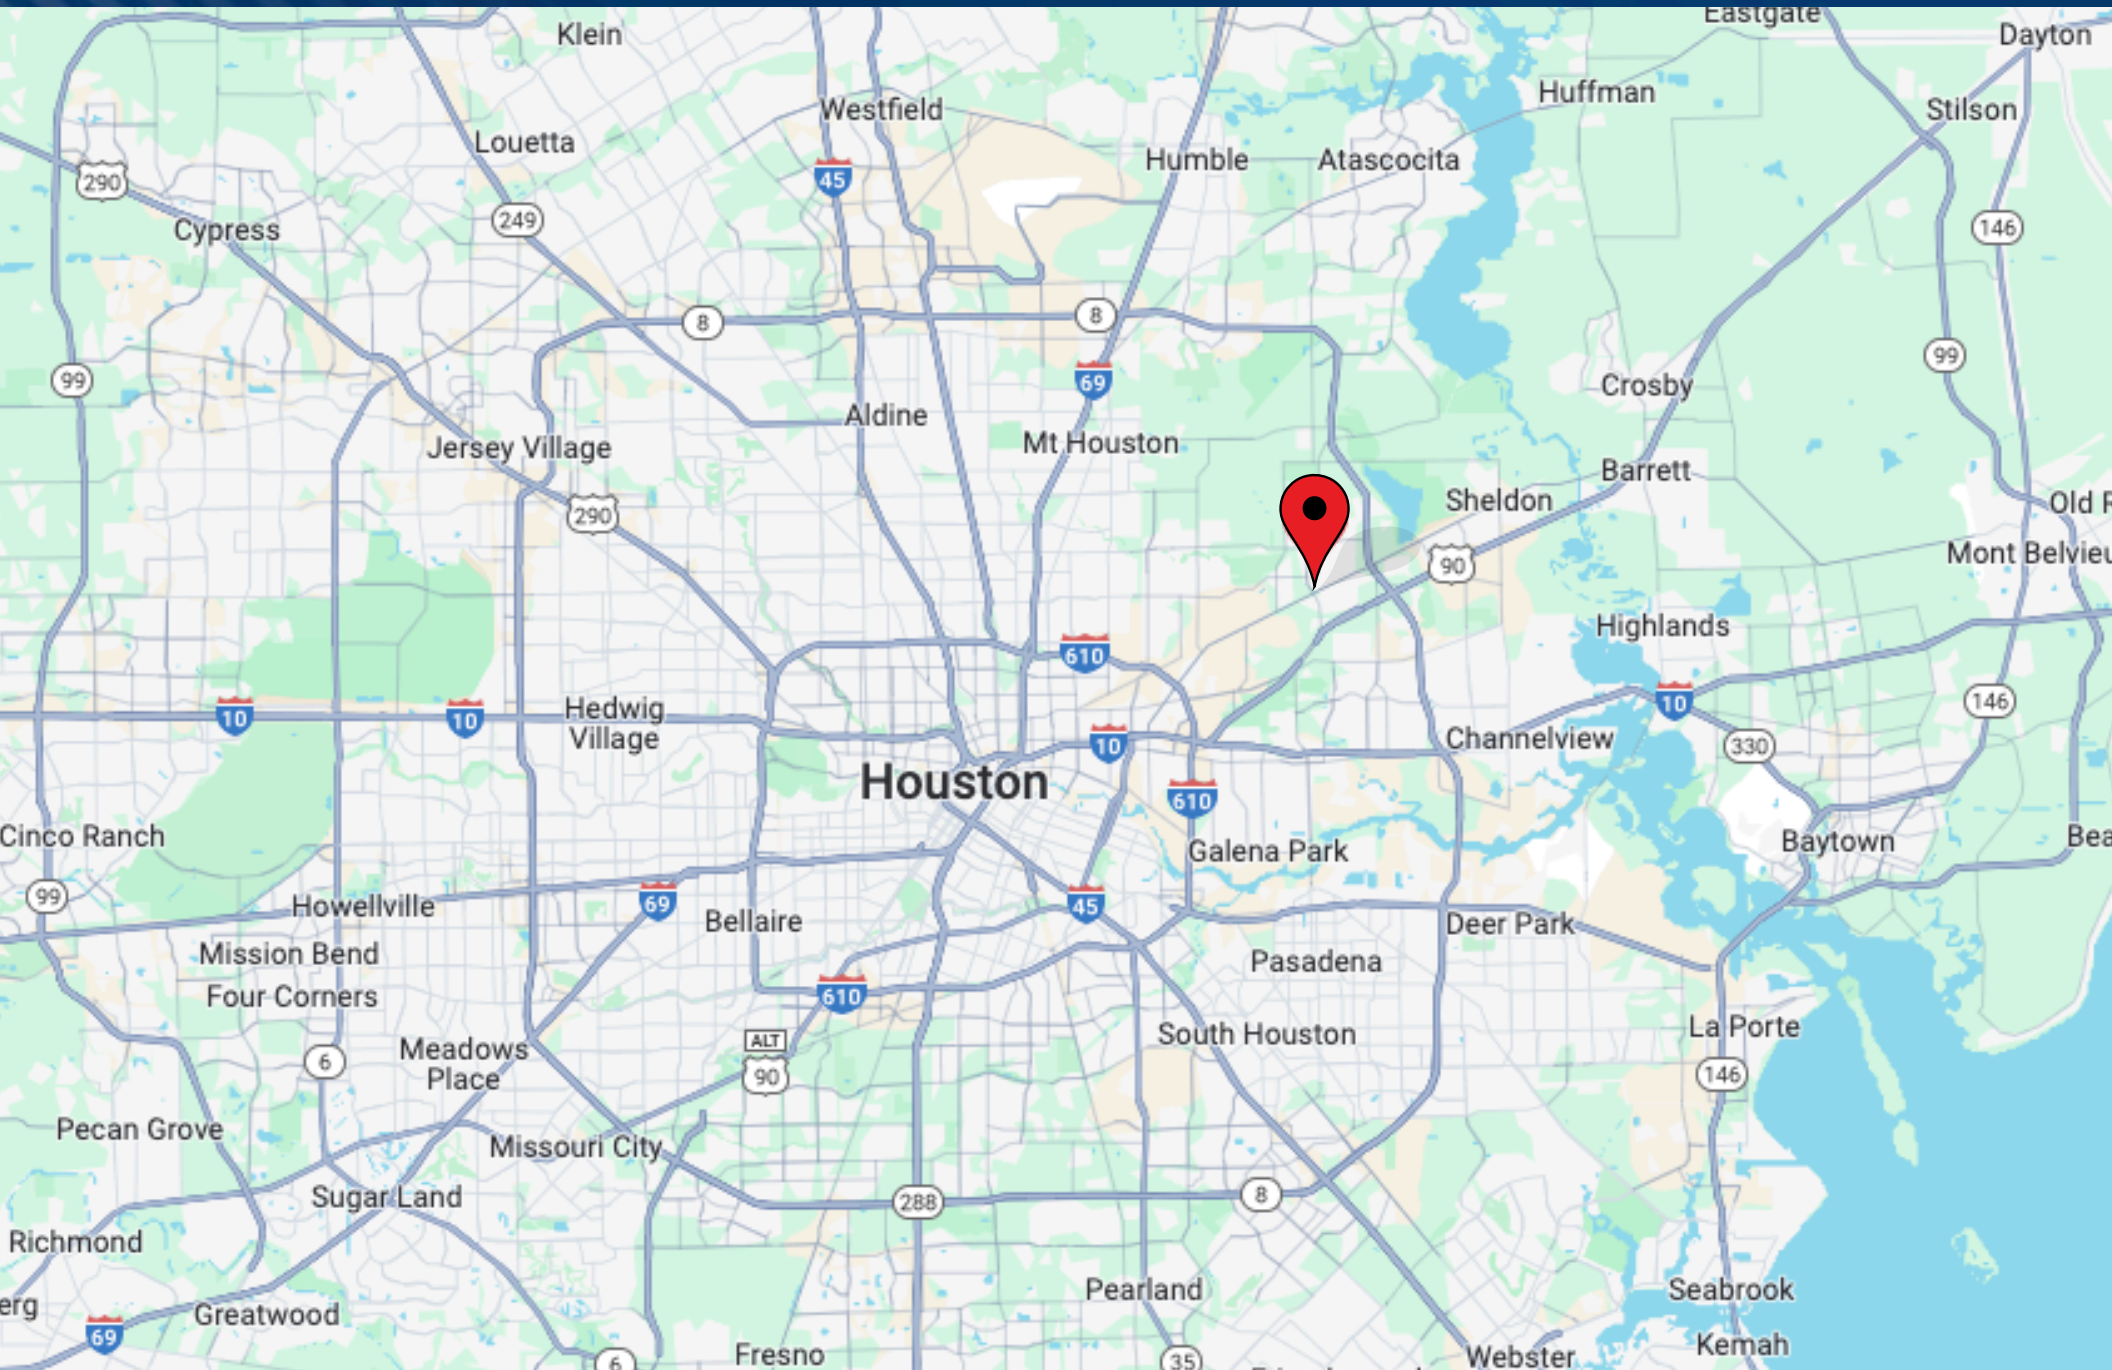 Eastgate
Klein
Dayton
Huffman
Westfield
Stilson
Louetta
Humble
Atascocita
45
290
249
146
Cypress
8
8
99
99
69
Crosby
Aldine
Jersey Village
Mt Houston
Barrett
Sheldon
Old R
290
Mont Belvieu
90
Highlands
610
10
10
Hedwig
Village
10
146
10
Channelview
330
Houston
610
Cinco Ranch
Galena Park
Baytown
Bea
99
Howellville
69
45
Bellaire
Deer Park
Mission Bend
Pasadena
Four Corners
610
South Houston
La Porte
ALT
90
Meadows
Place
6
146
Pecan Grove
Missouri City
Sugar Land
288
8
Richmond
Pearland
Seabrook
erg
Greatwood
69
Kemah
Fresno
Webster
6
35